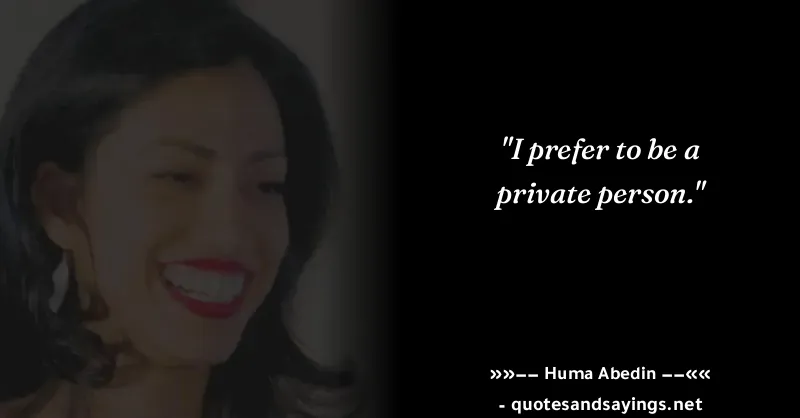 "I prefer to be a
private person."
»»−− Huma Abedin −−««
- quotesandsayings.net